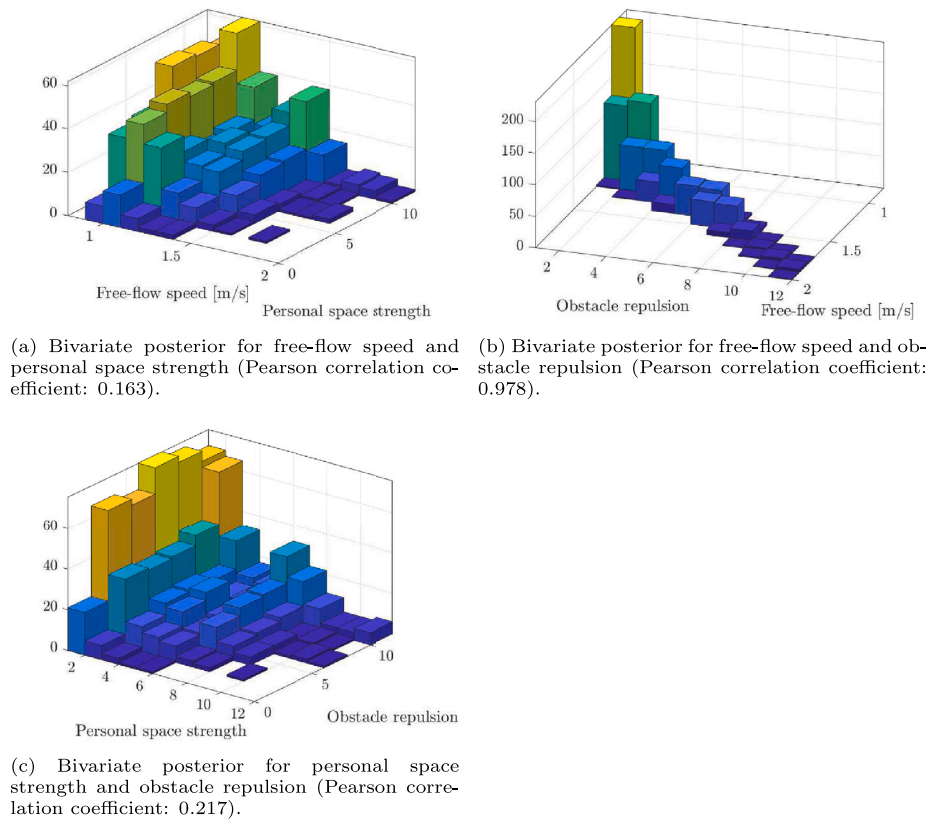 60
40
20
0
1
1.5
2
0
5
10
Free-flow speed [m/s]
Personal space strength
200
150
100
50
0
2
4
6
8
10
12
2
1.5
1
Obstacle repulsion
Free-flow speed [m/s]
(a) Bivariate posterior for free-flow speed and
personal space strength (Pearson correlation co-
efficient: 0.163).
(b) Bivariate posterior for free-flow speed and ob-
stacle repulsion (Pearson correlation coefficient:
0.978).
60
40
20
0
2
4
6
8
10
12
0
5
10
Personal space strength
Obstacle repulsion
(c) Bivariate posterior for personal space
strength and obstacle repulsion (Pearson corre-
lation coefficient: 0.217).